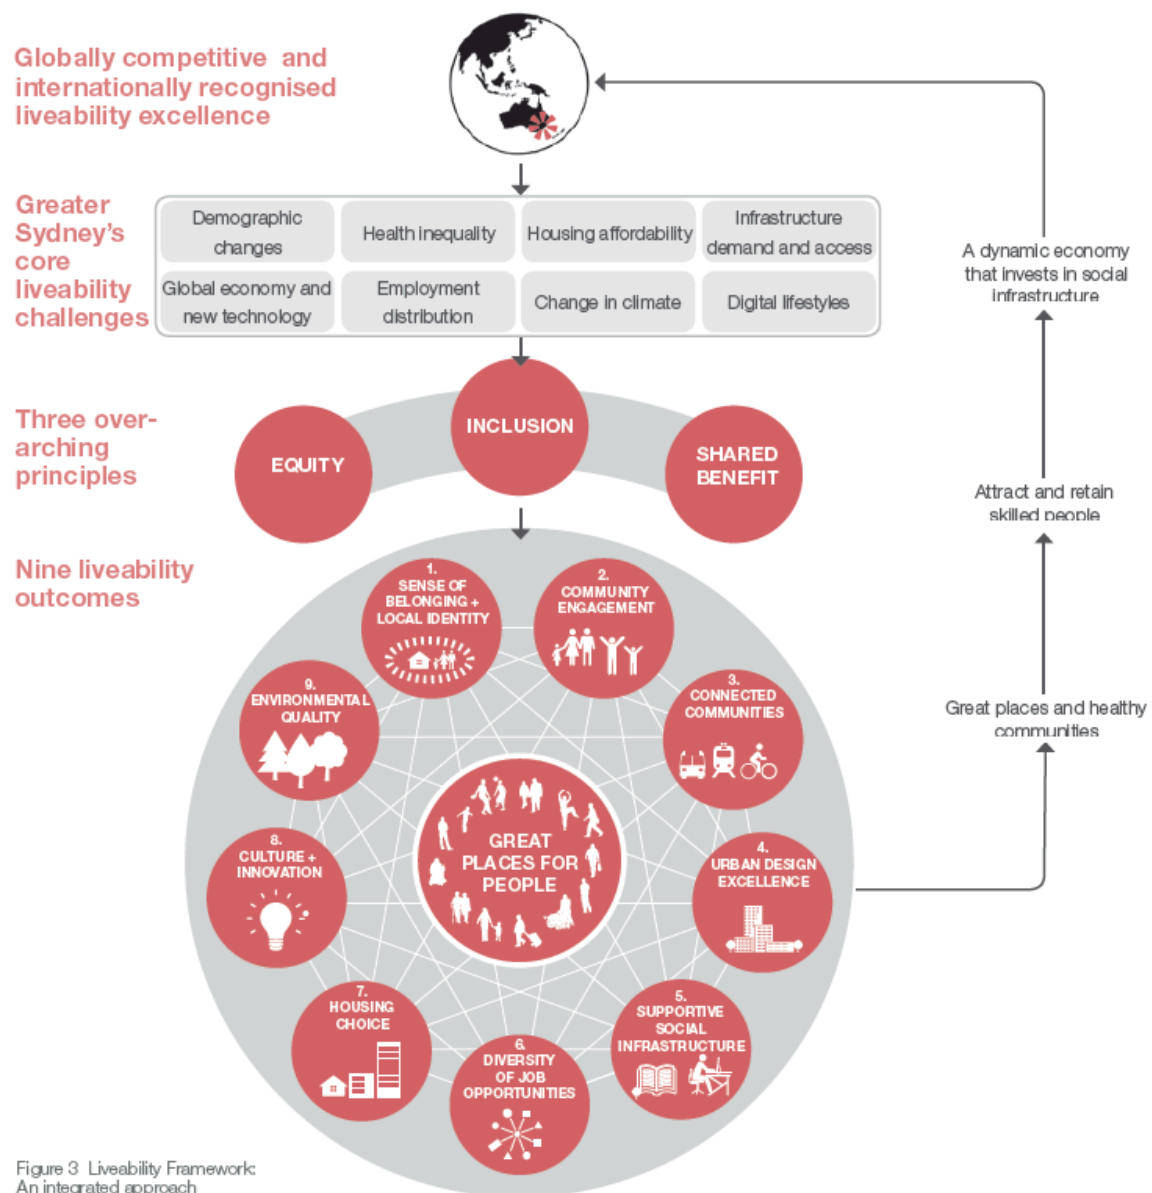 Globally competitive and
internationally recognised
liveability excellence
Greater
Sydney's
core
liveability
challenges
Demographic
changes
Health inequality
Housing affordability
Infrastructure
demand and access
Global economy and
new technology
Employment
distribution
Change in climate
Digital lifestyles
A dynamic economy
that invests in social
infrastructure
Three over-
arching
principles
EQUITY
INCLUSION
SHARED
BENEFIT
Attract and retain
skilled people
Nine liveability
outcomes
1.
SENSE OF
BELONGING +
LOCAL IDENTITY
2.
COMMUNITY
ENGAGEMENT
3.
CONNECTED
COMMUNITIES
Great places and healthy
communities
4.
URBAN DESIGN
EXCELLENCE
5.
SUPPORTIVE
SOCIAL
INFRASTRUCTURE
6.
DIVERSITY
OF JOB
OPPORTUNITIES
7.
HOUSING
CHOICE
8.
CULTURE +
INNOVATION
9.
ENVIRONMENTAL
QUALITY
GREAT
PLACES FOR
PEOPLE
Figure 3 Liveability Framework:
An integrated approach